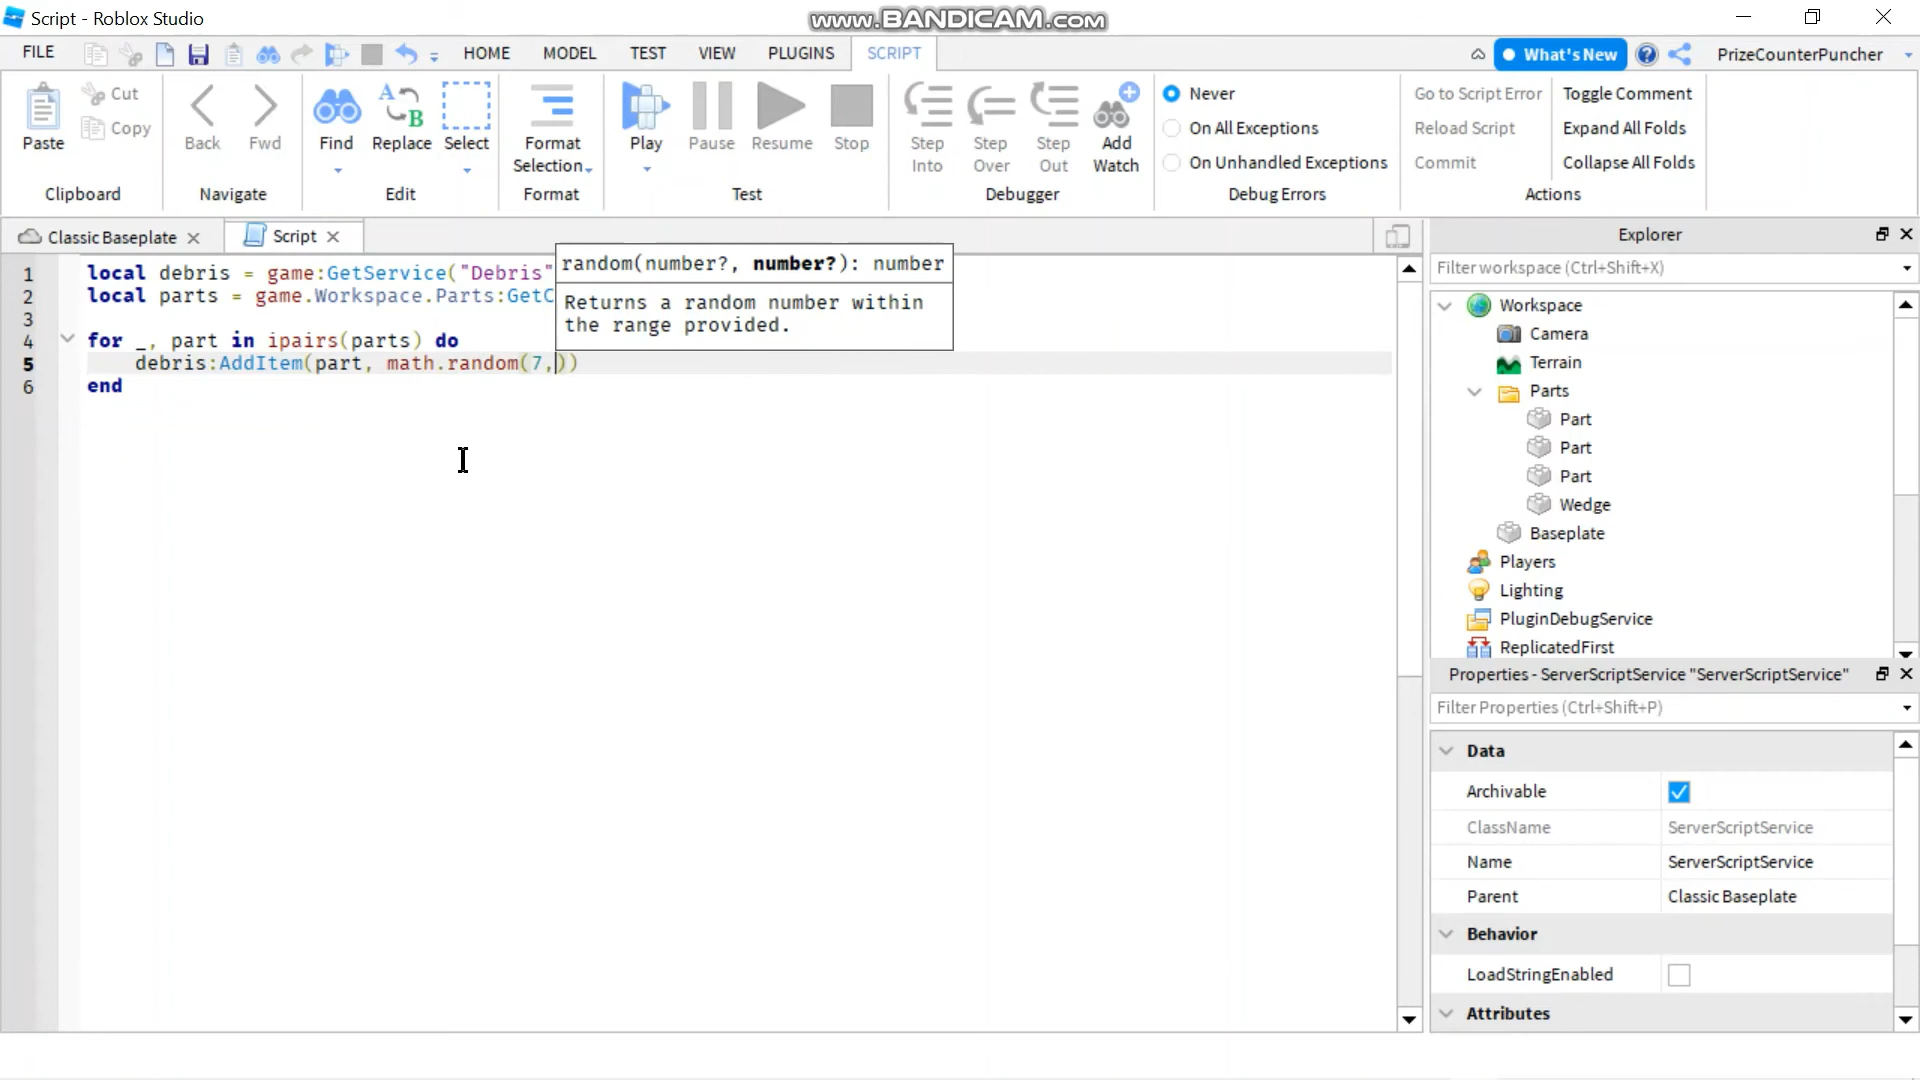 Script - Roblox Studio
www.BANDICAM.com
FILE
HOME
MODEL
TEST
VIEW
PLUGINS
SCRIPT
What's New
PrizeCounterPuncher
Paste
Cut
Copy
Clipboard
Back
Fwd
Navigate
Find
Replace
Select
Edit
Format
Selection
Format
Play
Pause
Resume
Stop
Test
Step
Into
Step
Over
Step
Out
Add
Watch
Debugger
Never
On All Exceptions
On Unhandled Exceptions
Debug Errors
Go to Script Error
Reload Script
Commit
Toggle Comment
Expand All Folds
Collapse All Folds
Actions
Classic Baseplate
Script
1 local debris = game:GetService("Debris"
2 local parts = game.Workspace.Parts:GetC
3
4 for _, part in ipairs(parts) do
5 debris:AddItem(part, math.random(7,))
6 end
random(number?, number?): number
Returns a random number within
the range provided.
Explorer
Filter workspace (Ctrl+Shift+X)
Workspace
Camera
Terrain
Parts
Part
Part
Part
Wedge
Baseplate
Players
Lighting
PluginDebugService
ReplicatedFirst
Properties - ServerScriptService "ServerScriptService"
Filter Properties (Ctrl+Shift+P)
Data
Archivable
ClassName ServerScriptService
Name ServerScriptService
Parent Classic Baseplate
Behavior
LoadStringEnabled
Attributes